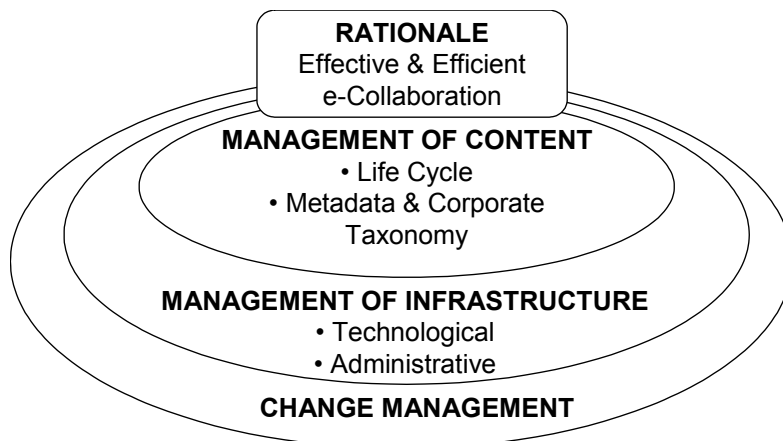 RATIONALE
Effective & Efficient
e-Collaboration
MANAGEMENT OF CONTENT
• Life Cycle
• Metadata & Corporate
Taxonomy
MANAGEMENT OF INFRASTRUCTURE
• Technological
• Administrative
CHANGE MANAGEMENT